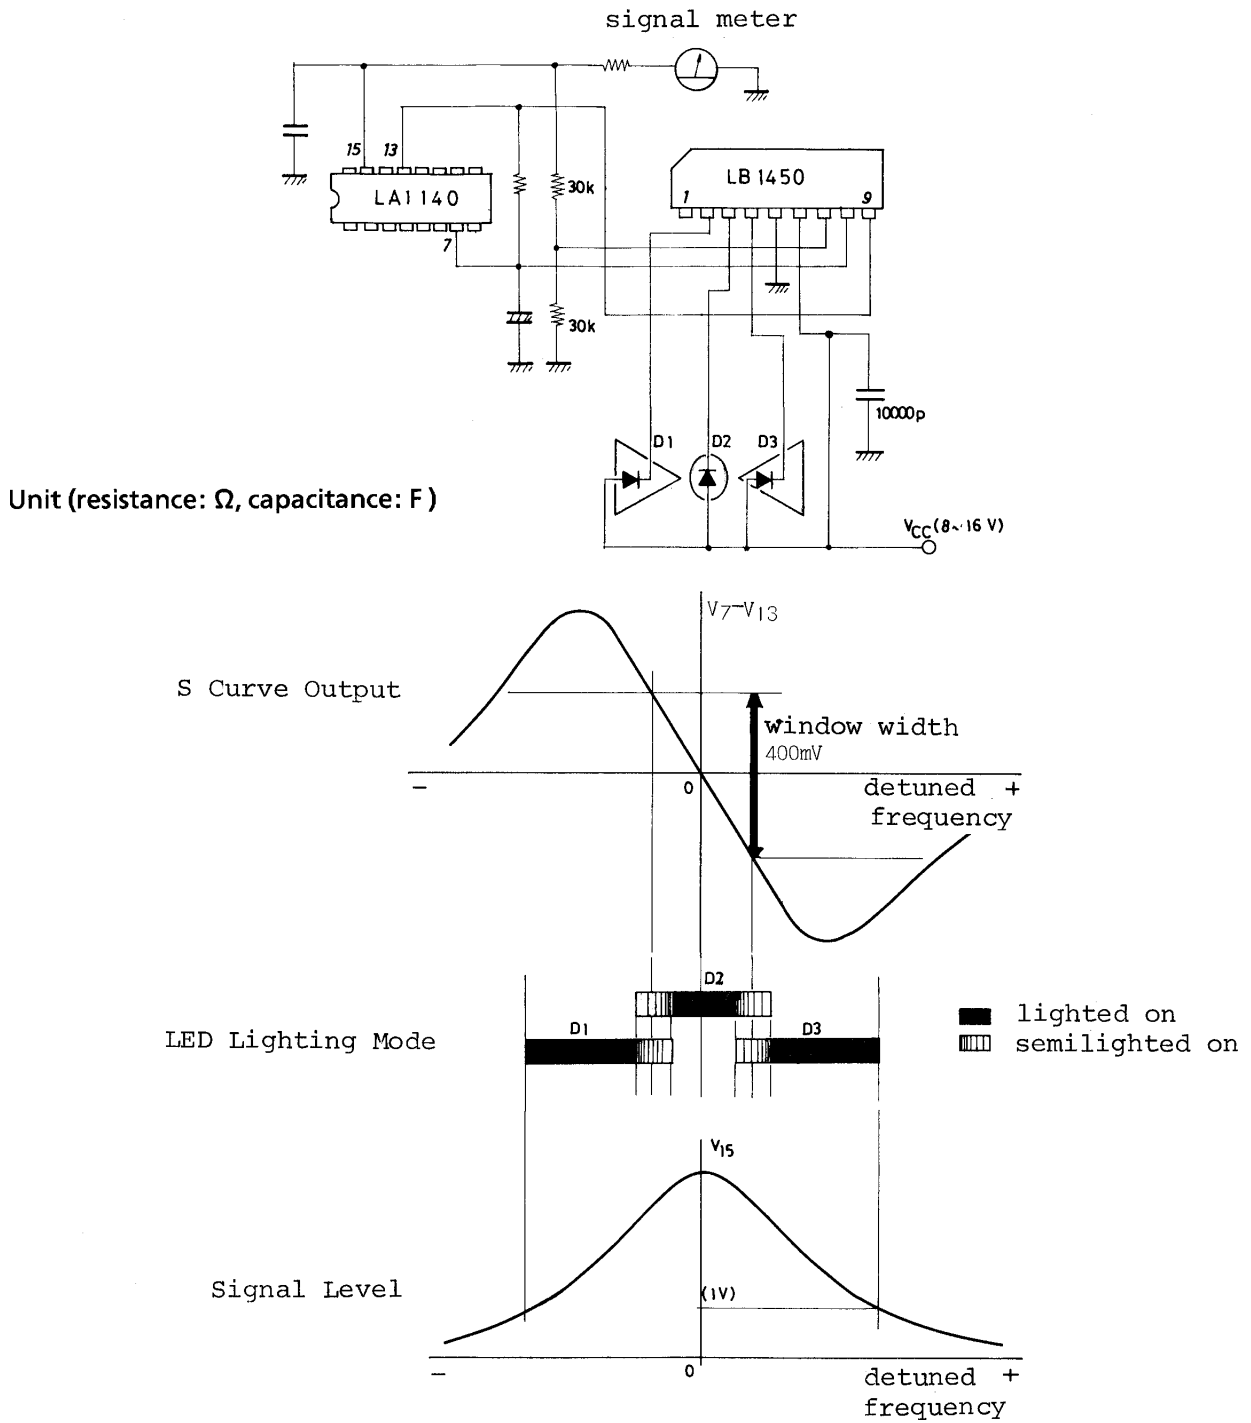 signal meter
15
13
LA1140
7
30k
30k
LB1450
1
9
10000p
D1
D2
D3
Unit (resistance: Ω, capacitance: F)
VCC (8~16 V)
V7-V13
S Curve Output
window width
400mV
-
0
detuned +
frequency
D2
D1
D3
LED Lighting Mode
lighted on
semilighted on
V15
Signal Level
(1V)
-
0
detuned +
frequency